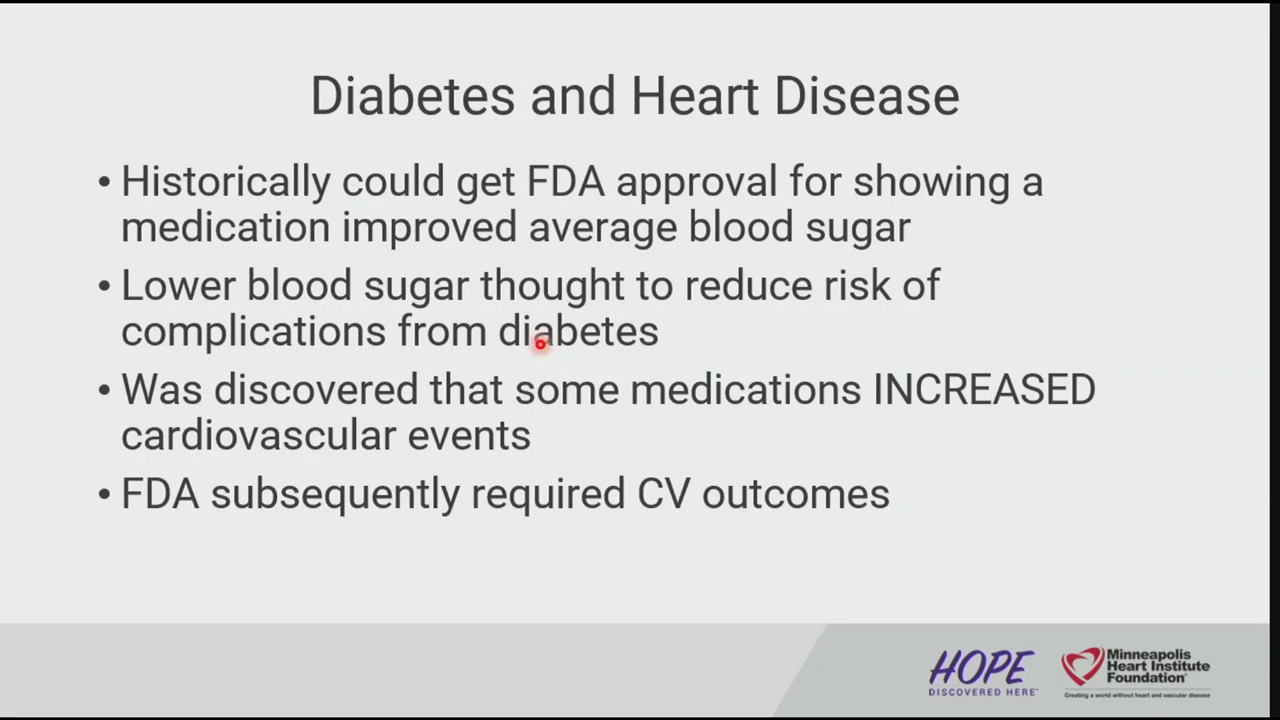 Diabetes and Heart Disease
• Historically could get FDA approval for showing a
medication improved average blood sugar
• Lower blood sugar thought to reduce risk of
complications from diabetes
• Was discovered that some medications INCREASED
cardiovascular events
• FDA subsequently required CV outcomes
HOPE
DISCOVERED HERE™
Minneapolis
Heart Institute
Foundation®
Creating a world without heart and vascular disease